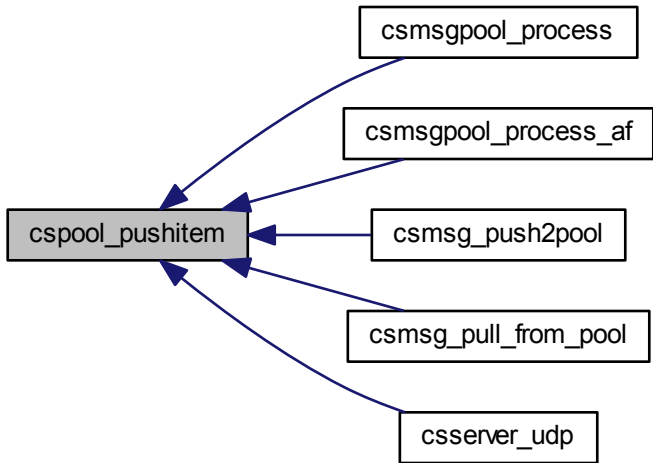 csmsgpool_process
csmsgpool_process_af
cspool_pushitem
csmsg_push2pool
csmsg_pull_from_pool
csserver_udp